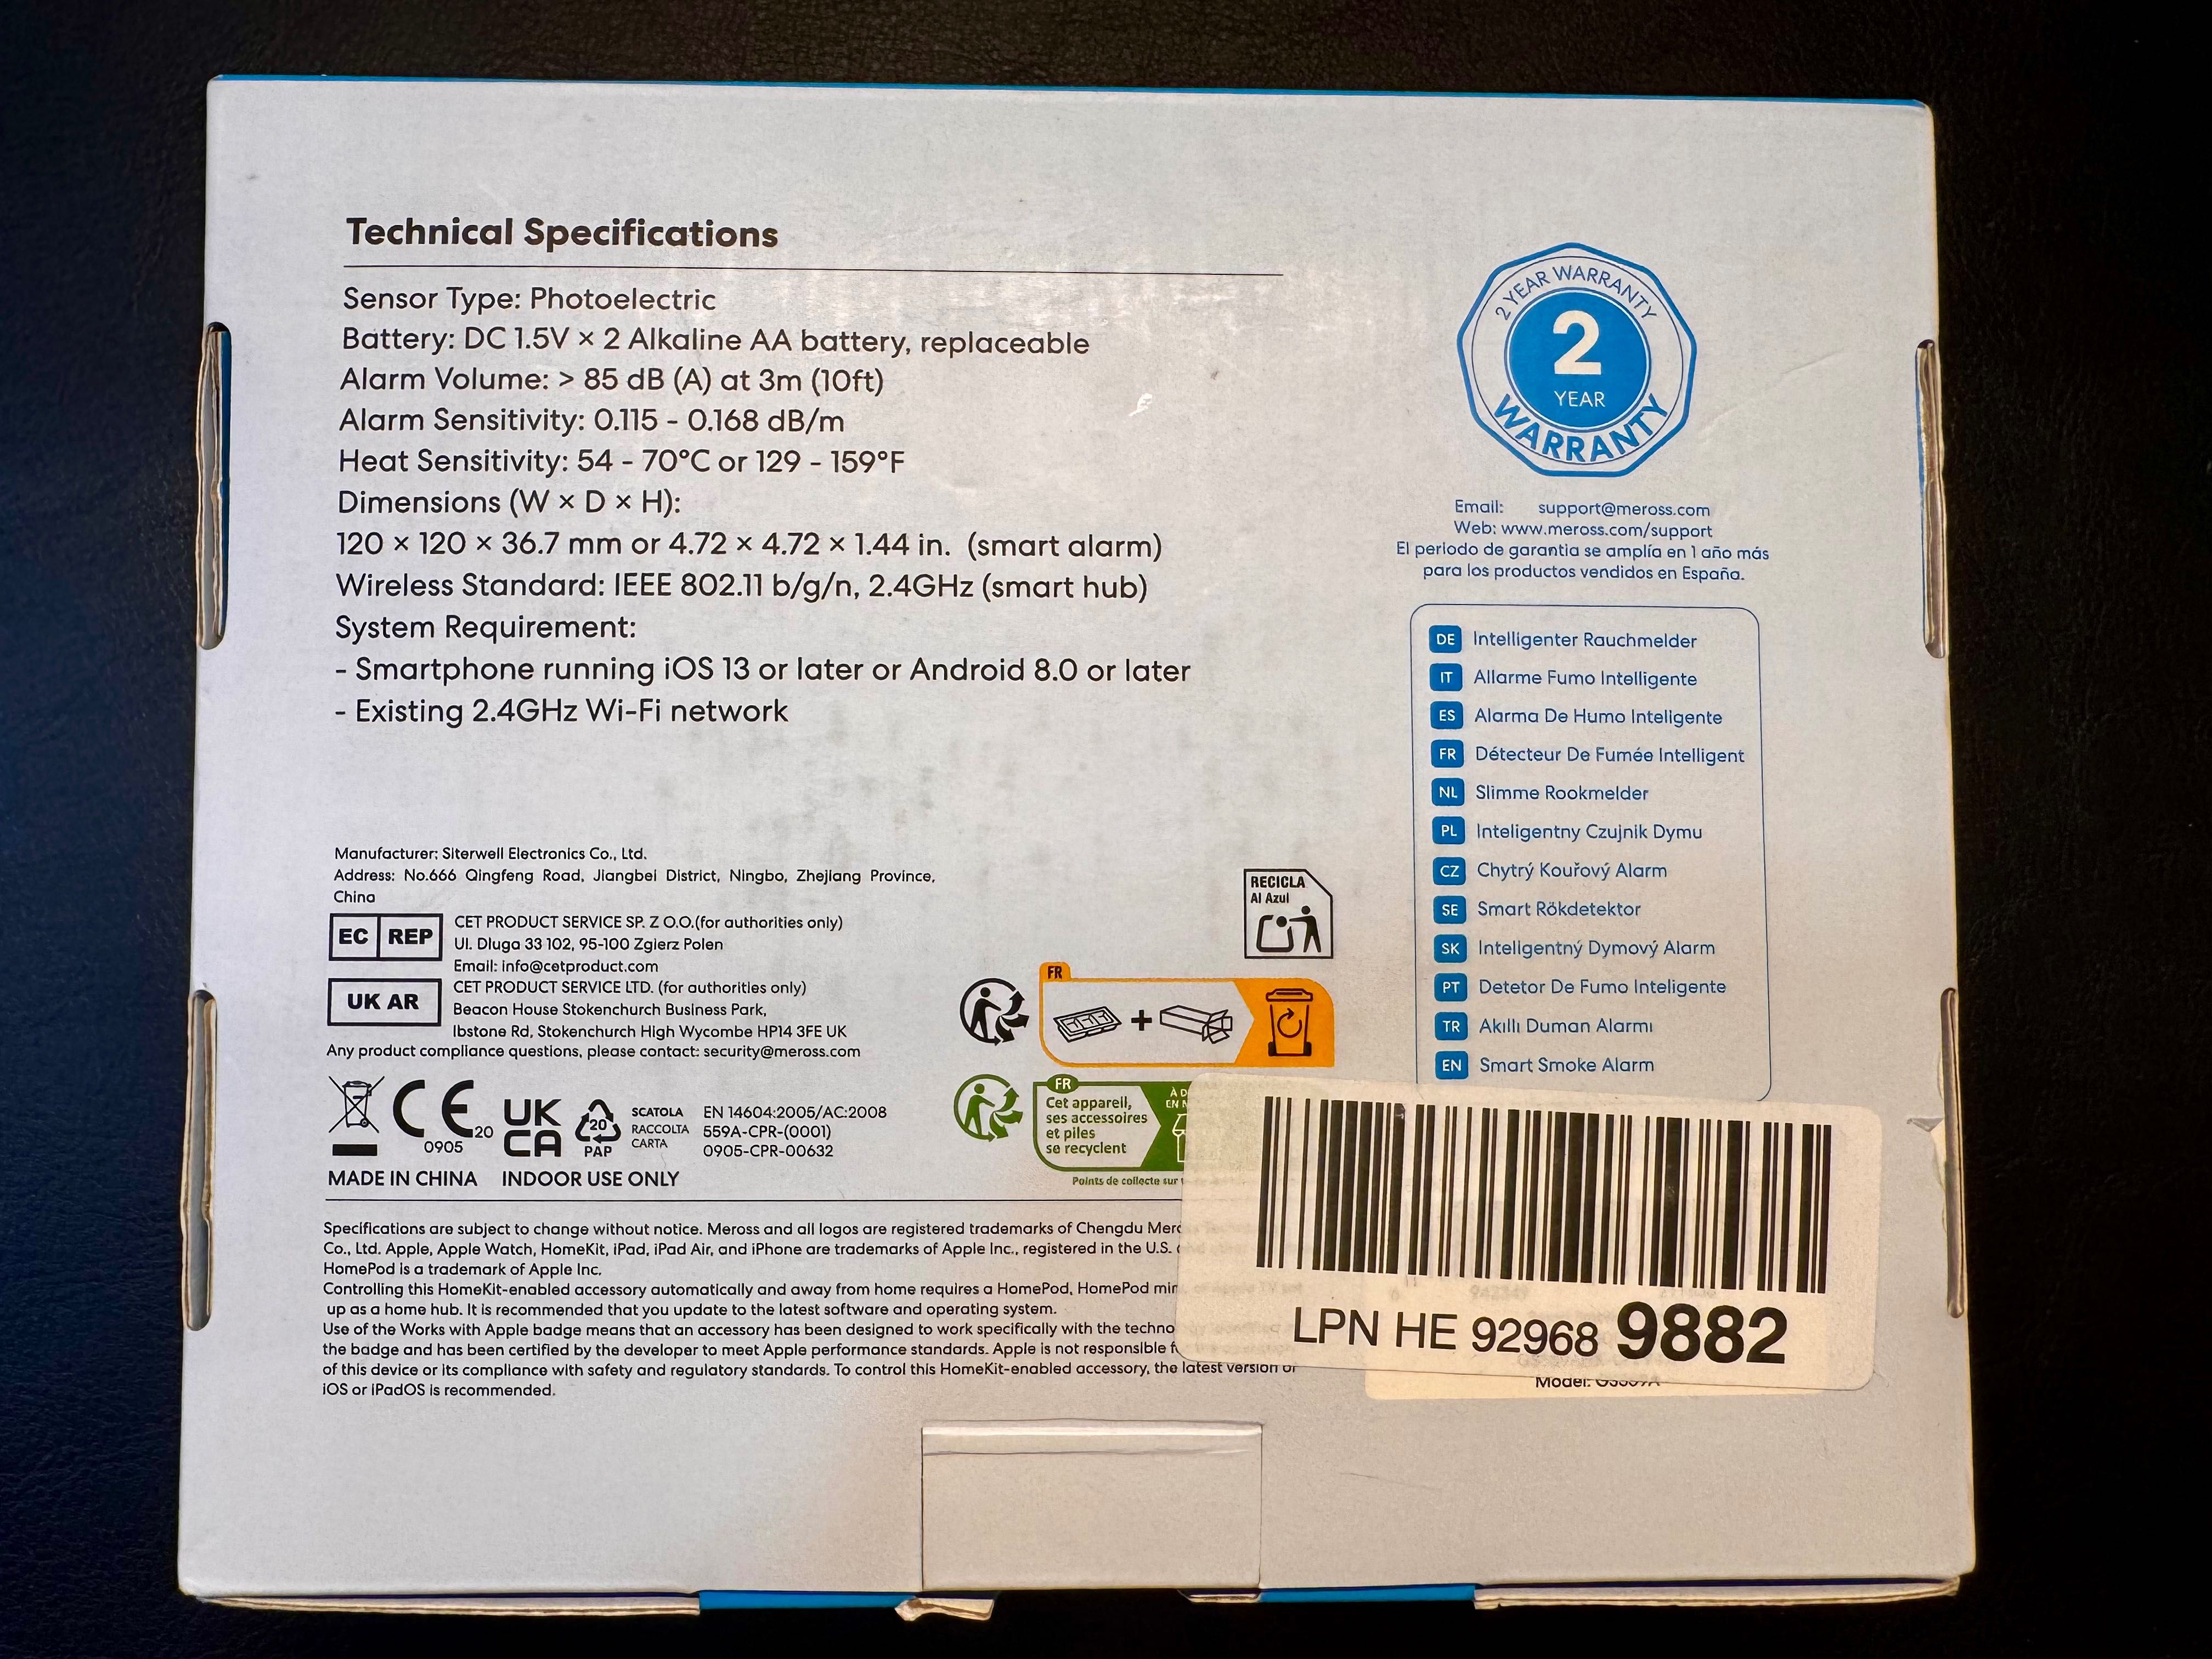 Technical Specifications
Sensor Type: Photoelectric
Battery: DC 1.5V × 2 Alkaline AA battery, replaceable
Alarm Volume: > 85 dB (A) at 3m (10ft)
Alarm Sensitivity: 0.115 - 0.168 dB/m
Heat Sensitivity: 54 - 70°C or 129 - 159°F
Dimensions (W × D × H):
120 × 120 × 36.7 mm or 4.72 × 4.72 × 1.44 in. (smart alarm)
Wireless Standard: IEEE 802.11 b/g/n, 2.4GHz (smart hub)
System Requirement:
- Smartphone running iOS 13 or later or Android 8.0 or later
- Existing 2.4GHz Wi-Fi network
2 YEAR WARRANTY
2
YEAR
WARRANTY
Email: support@meross.com
Web: www.meross.com/support
El periodo de garantia se amplía en 1 año más
para los productos vendidos en España.
DE Intelligenter Rauchmelder
IT Allarme Fumo Intelligente
ES Alarma De Humo Inteligente
FR Détecteur De Fumée Intelligent
NL Slimme Rookmelder
PL Inteligentny Czujnik Dymu
CZ Chytrý Kouřový Alarm
SE Smart Rökdetektor
SK Inteligentný Dymový Alarm
PT Detetor De Fumo Inteligente
TR Akıllı Duman Alarmı
EN Smart Smoke Alarm
Manufacturer: Siterwell Electronics Co., Ltd.
Address: No.666 Qingfeng Road, Jiangbei District, Ningbo, Zhejiang Province,
China
EC REP
CET PRODUCT SERVICE SP. Z O.O.(for authorities only)
Ul. Dluga 33 102, 95-100 Zgierz Polen
Email: info@cetproduct.com
UK AR
CET PRODUCT SERVICE LTD. (for authorities only)
Beacon House Stokenchurch Business Park,
Ibstone Rd, Stokenchurch High Wycombe HP14 3FE UK
Any product compliance questions, please contact: security@meross.com
RECICLA
Al Azul
FR
FR
Cet appareil,
ses accessoires
et piles
se recyclent
À D
EN M
Points de collecte sur
CE
0905
20
UK
CA
20
PAP
SCATOLA
RACCOLTA
CARTA
EN 14604:2005/AC:2008
559A-CPR-(0001)
0905-CPR-00632
MADE IN CHINA INDOOR USE ONLY
Specifications are subject to change without notice. Meross and all logos are registered trademarks of Chengdu Mero
Co., Ltd. Apple, Apple Watch, HomeKit, iPad, iPad Air, and iPhone are trademarks of Apple Inc., registered in the U.S.
HomePod is a trademark of Apple Inc.
Controlling this HomeKit-enabled accessory automatically and away from home requires a HomePod, HomePod min
up as a home hub. It is recommended that you update to the latest software and operating system.
Use of the Works with Apple badge means that an accessory has been designed to work specifically with the techno
the badge and has been certified by the developer to meet Apple performance standards. Apple is not responsible f
of this device or its compliance with safety and regulatory standards. To control this HomeKit-enabled accessory, the latest version or
iOS or iPadOS is recommended.
LPN HE 92968 9882
Model: